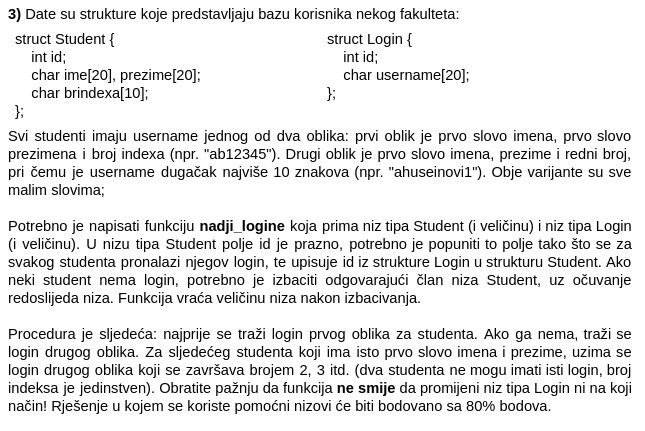 3) Date su strukture koje predstavljaju bazu korisnika nekog fakulteta:
struct Student {
int id;
char ime[20], prezime[20];
char brindexa[10];
};
struct Login {
int id;
char username[20];
};
Svi studenti imaju username jednog od dva oblika: prvi oblik je prvo slovo imena, prvo slovo
prezimena i broj indexa (npr. "ab12345"). Drugi oblik je prvo slovo imena, prezime i redni broj,
pri čemu je username dugačak najviše 10 znakova (npr. "ahuseinovi1"). Obje varijante su sve
malim slovima;
Potrebno je napisati funkciju nadji_logine koja prima niz tipa Student (i veličinu) i niz tipa Login
(i veličinu). U nizu tipa Student polje id je prazno, potrebno je popuniti to polje tako što se za
svakog studenta pronalazi njegov login, te upisuje id iz strukture Login u strukturu Student. Ako
neki student nema login, potrebno je izbaciti odgovarajući član niza Student, uz očuvanje
redoslijeda niza. Funkcija vraća veličinu niza nakon izbacivanja.
Procedura je sljedeća: najprije se traži login prvog oblika za studenta. Ako ga nema, traži se
login drugog oblika. Za sljedećeg studenta koji ima isto prvo slovo imena i prezime, uzima se
login drugog oblika koji se završava brojem 2, 3 itd. (dva studenta ne mogu imati isti login, broj
indeksa je jedinstven). Obratite pažnju da funkcija ne smije da promijeni niz tipa Login ni na koji
način! Rješenje u kojem se koriste pomoćni nizovi će biti bodovano sa 80% bodova.